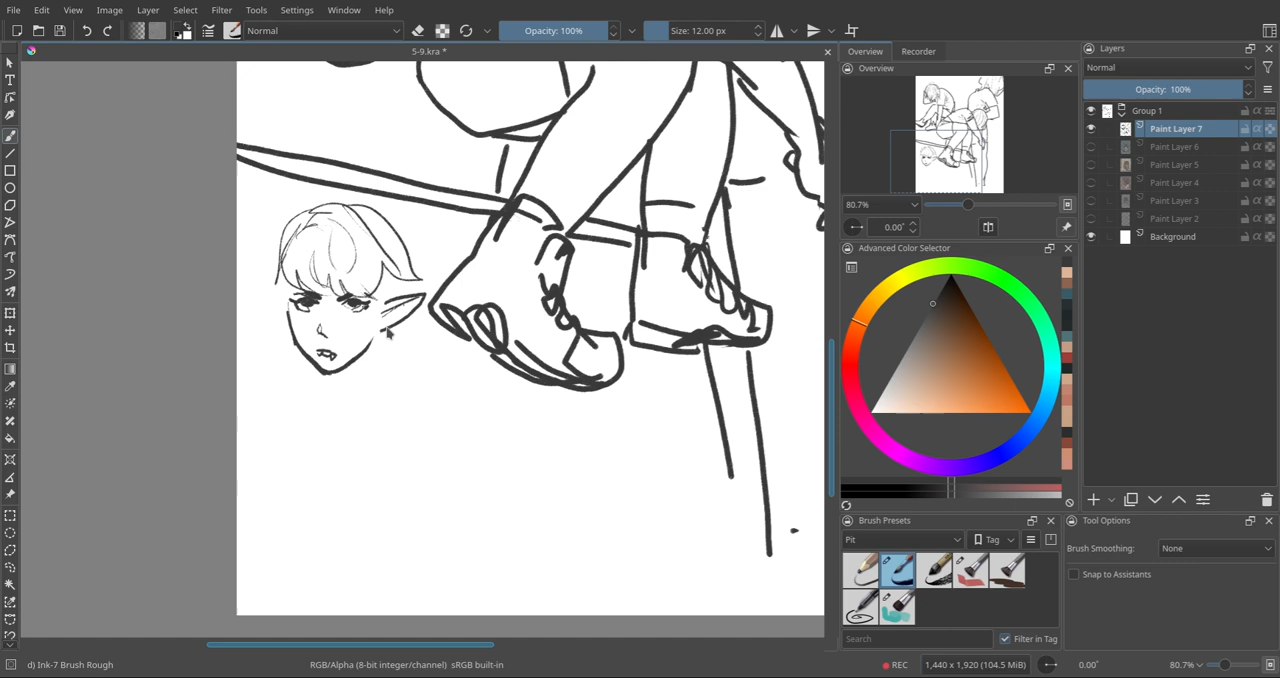 File Edit View Image Layer Select Filter Tools Settings Window Help
Normal Opacity: 100% Size: 12.00 px
5-9.kra *
Overview Recorder
Overview
80.7%
0.00°
Advanced Color Selector
Brush Presets
Pit Tag
Search Filter in Tag
Layers
Normal
Opacity: 100%
Group 1
Paint Layer 7
Paint Layer 6
Paint Layer 5
Paint Layer 4
Paint Layer 3
Paint Layer 2
Background
Tool Options
Brush Smoothing: None
Snap to Assistants
d) Ink-7 Brush Rough RGB/Alpha (8-bit integer/channel) sRGB built-in REC 1,440 x 1,920 (104.5 MiB) 0.00° 80.7%